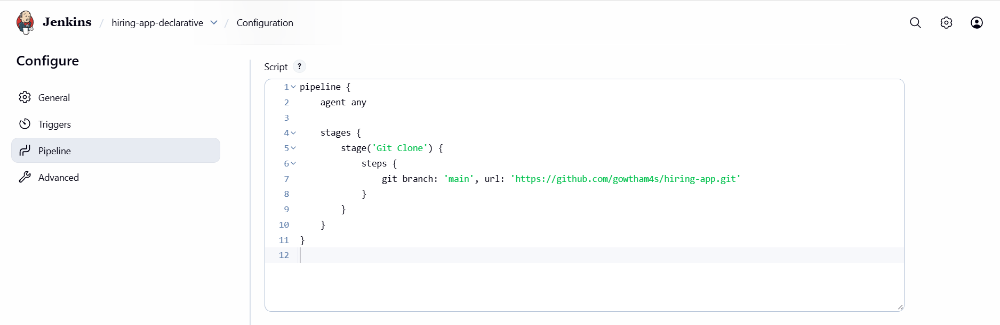 Jenkins / hiring-app-declarative / Configuration
Configure
General
Triggers
Pipeline
Advanced
Script ?
1 pipeline {
2     agent any
3
4     stages {
5         stage('Git Clone') {
6             steps {
7                 git branch: 'main', url: 'https://github.com/gowtham4s/hiring-app.git'
8             }
9         }
10     }
11 }
12